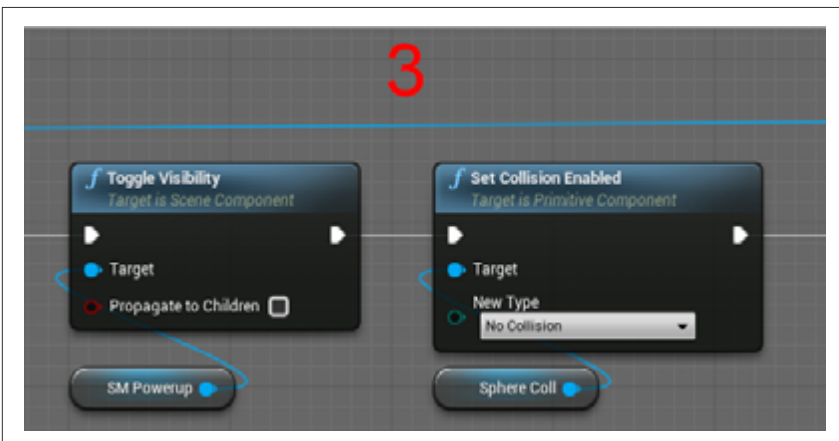 3
Toggle Visibility
Target is Scene Component
Target
Propagate to Children
SM Powerup
Set Collision Enabled
Target is Primitive Component
Target
New Type
No Collision
Sphere Coll